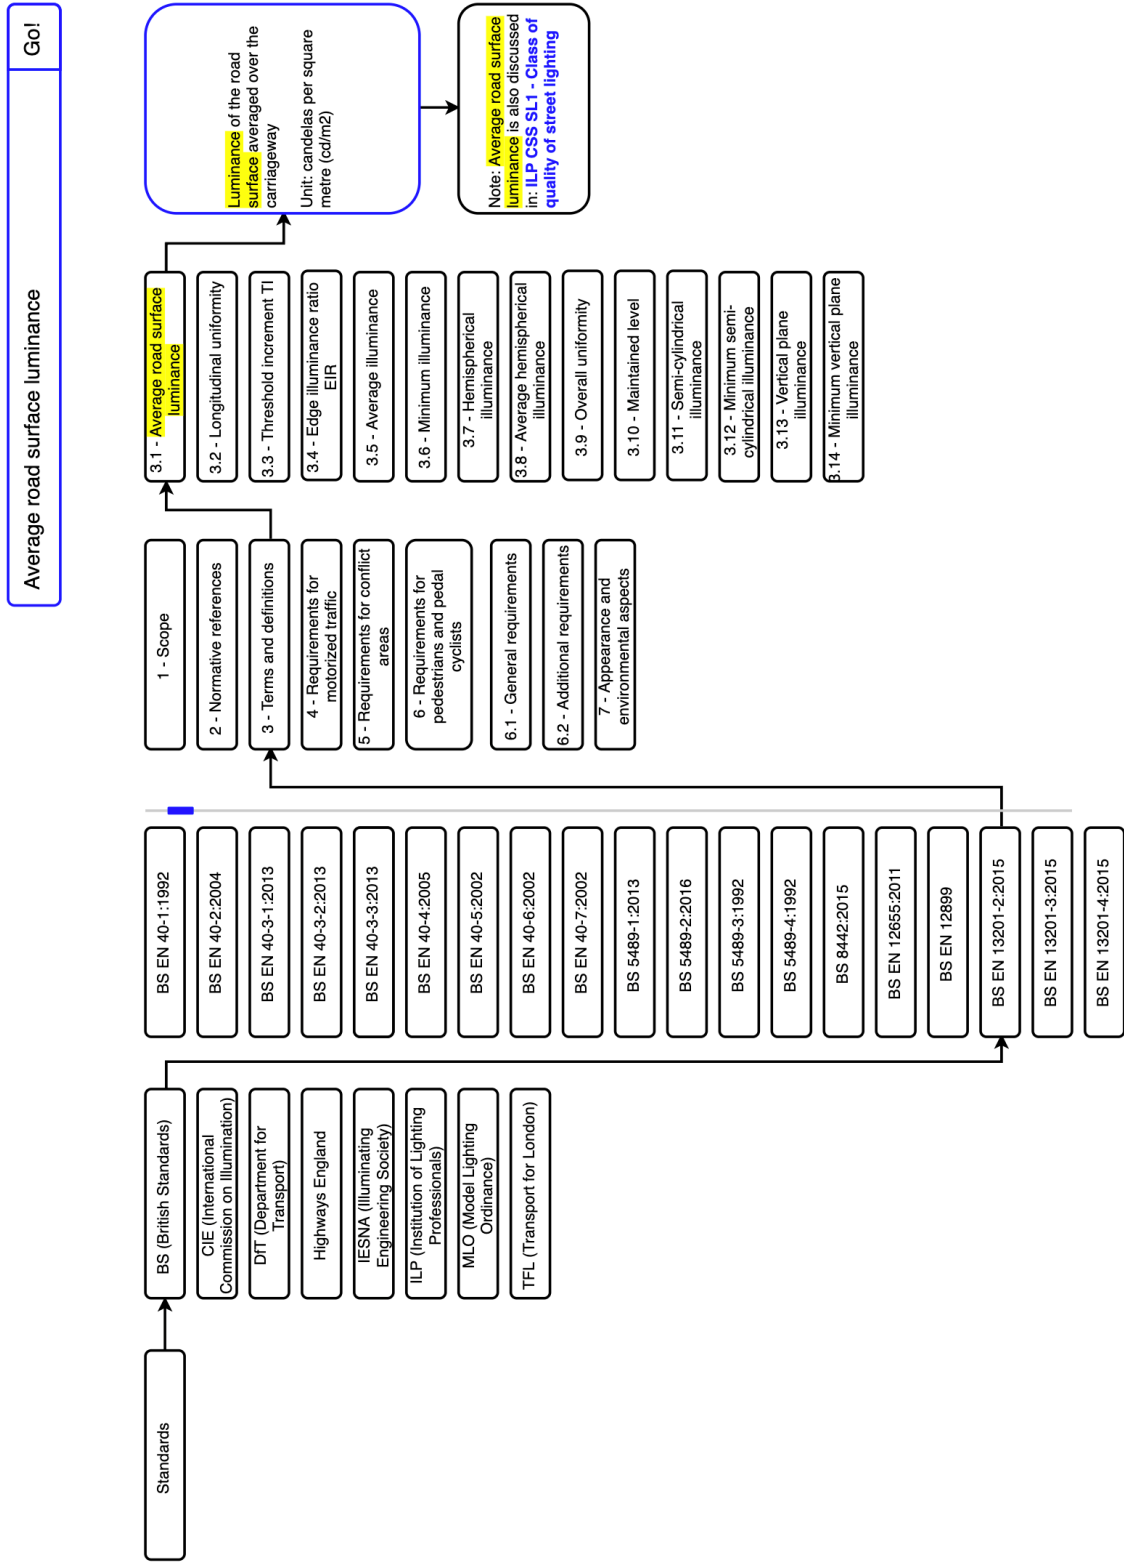 Average road surface luminance
Go!
Standards
BS (British Standards)
CIE (International
Commission on Illumination)
DfT (Department for
Transport)
Highways England
IESNA (Illuminating
Engineering Society)
ILP (Institution of Lighting
Professionals)
MLO (Model Lighting
Ordinance)
TFL (Transport for London)
BS EN 40-1:1992
BS EN 40-2:2004
BS EN 40-3-1:2013
BS EN 40-3-2:2013
BS EN 40-3-3:2013
BS EN 40-4:2005
BS EN 40-5:2002
BS EN 40-6:2002
BS EN 40-7:2002
BS 5489-1:2013
BS 5489-2:2016
BS 5489-3:1992
BS 5489-4:1992
BS 8442:2015
BS EN 12655:2011
BS EN 12899
BS EN 13201-2:2015
BS EN 13201-3:2015
BS EN 13201-4:2015
1 - Scope
2 - Normative references
3 - Terms and definitions
4 - Requirements for
motorized traffic
5 - Requirements for conflict
areas
6 - Requirements for
pedestrians and pedal
cyclists
6.1 - General requirements
6.2 - Additional requirements
7 - Appearance and
environmental aspects
3.1 - Average road surface
luminance
3.2 - Longitudinal uniformity
3.3 - Threshold increment TI
3.4 - Edge illuminance ratio
EIR
3.5 - Average illuminance
3.6 - Minimum illuminance
3.7 - Hemispherical
illuminance
3.8 - Average hemispherical
illuminance
3.9 - Overall uniformity
3.10 - Maintained level
3.11 - Semi-cylindrical
illuminance
3.12 - Minimum semi-
cylindrical illuminance
3.13 - Vertical plane
illuminance
3.14 - Minimum vertical plane
illuminance
Luminance of the road
surface averaged over the
carriageway
Unit: candelas per square
metre (cd/m2)
Note: Average road surface
luminance is also discussed
in: ILP CSS SL1 - Class of
quality of street lighting